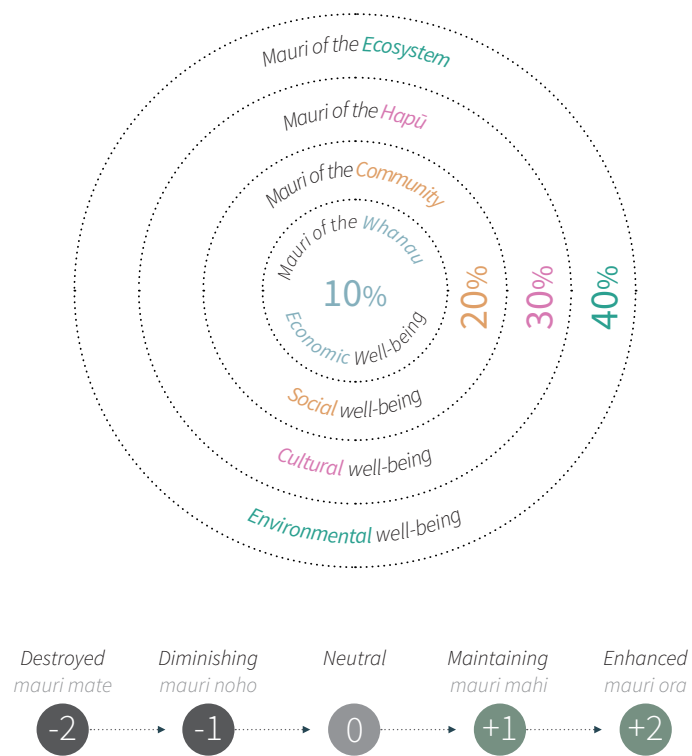 Mauri of the Ecosystem
Mauri of the Hapū
Mauri of the Community
Mauri of the Whanau
10%
20%
30%
40%
Economic Well-being
Social well-being
Cultural well-being
Environmental well-being
Destroyed
mauri mate
-2
Diminishing
mauri noho
-1
Neutral
0
Maintaining
mauri mahi
+1
Enhanced
mauri ora
+2